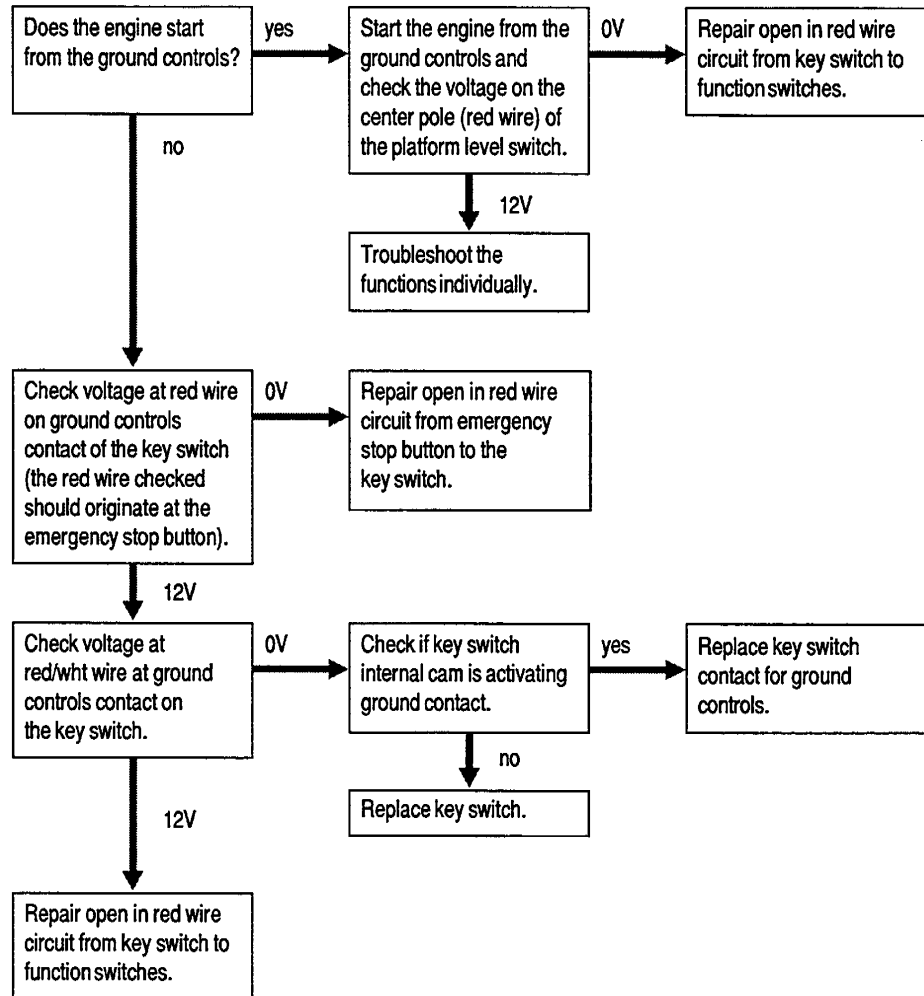 Does the engine start
from the ground controls?
yes
Start the engine from the
ground controls and
check the voltage on the
center pole (red wire) of
the platform level switch.
0V
Repair open in red wire
circuit from key switch to
function switches.
no
12V
Troubleshoot the
functions individually.
Check voltage at red wire
on ground controls
contact of the key switch
(the red wire checked
should originate at the
emergency stop button).
0V
Repair open in red wire
circuit from emergency
stop button to the
key switch.
12V
Check voltage at
red/wht wire at ground
controls contact on
the key switch.
0V
Check if key switch
internal cam is activating
ground contact.
yes
Replace key switch
contact for ground
controls.
no
Replace key switch.
12V
Repair open in red wire
circuit from key switch to
function switches.